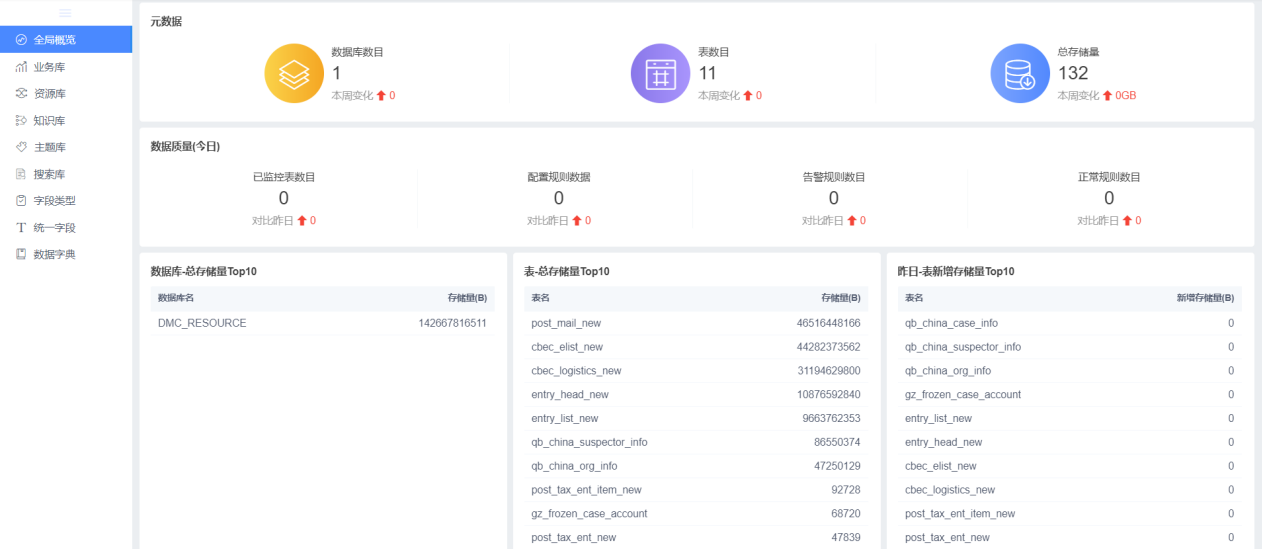 全局概览
业务库
资源库
知识库
主题库
搜索库
字段类型
统一字段
数据字典
元数据
数据库数目
1
本周变化 0
表数目
11
本周变化 0
总存储量
132
本周变化 0GB
数据质量(今日)
已监控表数目
0
对比昨日 0
配置规则数据
0
对比昨日 0
告警规则数目
0
对比昨日 0
正常规则数目
0
对比昨日 0
数据库-总存储量Top10
数据库名 存储量(B)
DMC_RESOURCE 142667816511
表-总存储量Top10
表名 存储量(B)
post_mail_new 46516448166
cbec_elist_new 44282373562
cbec_logistics_new 31194629800
entry_head_new 10876592840
entry_list_new 9663762353
qb_china_suspector_info 86550374
qb_china_org_info 47250129
post_tax_ent_item_new 92728
gz_frozen_case_account 68720
post_tax_ent_new 47839
昨日-表新增存储量Top10
表名 新增存储量(B)
qb_china_case_info 0
qb_china_suspector_info 0
qb_china_org_info 0
gz_frozen_case_account 0
entry_list_new 0
entry_head_new 0
cbec_elist_new 0
cbec_logistics_new 0
post_tax_ent_item_new 0
post_tax_ent_new 0